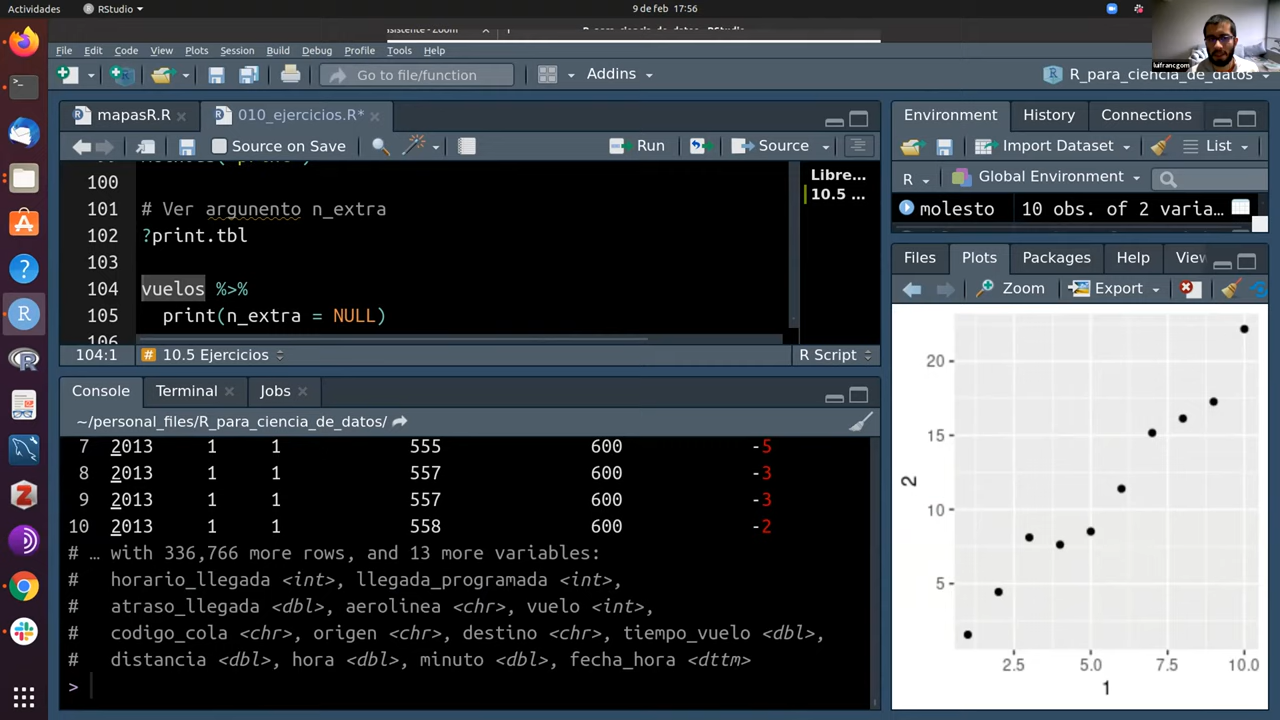 Actividades RStudio 9 de feb 17:56
luifrancgom
File Edit Code View Plots Session Build Debug Profile Tools Help
Go to file/function Addins R_para_ciencia_de_datos
mapasR.R 010_ejercicios.R*
Source on Save Run Source
100
101 # Ver argunento n_extra
102 ?print.tbl
103
104 vuelos %>%
105 print(n_extra = NULL)
106
Libre...
10.5 ...
104:1 # 10.5 Ejercicios R Script
Console Terminal Jobs
~/personal_files/R_para_ciencia_de_datos/
7 2013 1 1 555 600 -5
8 2013 1 1 557 600 -3
9 2013 1 1 557 600 -3
10 2013 1 1 558 600 -2
# … with 336,766 more rows, and 13 more variables:
# horario_llegada <int>, llegada_programada <int>,
# atraso_llegada <dbl>, aerolinea <chr>, vuelo <int>,
# codigo_cola <chr>, origen <chr>, destino <chr>, tiempo_vuelo <dbl>,
# distancia <dbl>, hora <dbl>, minuto <dbl>, fecha_hora <dttm>
>
Environment History Connections
Import Dataset List
R Global Environment
molesto 10 obs. of 2 varia...
Files Plots Packages Help Vie
Zoom Export
20
15
10
5
2
2.5 5.0 7.5 10.0
1